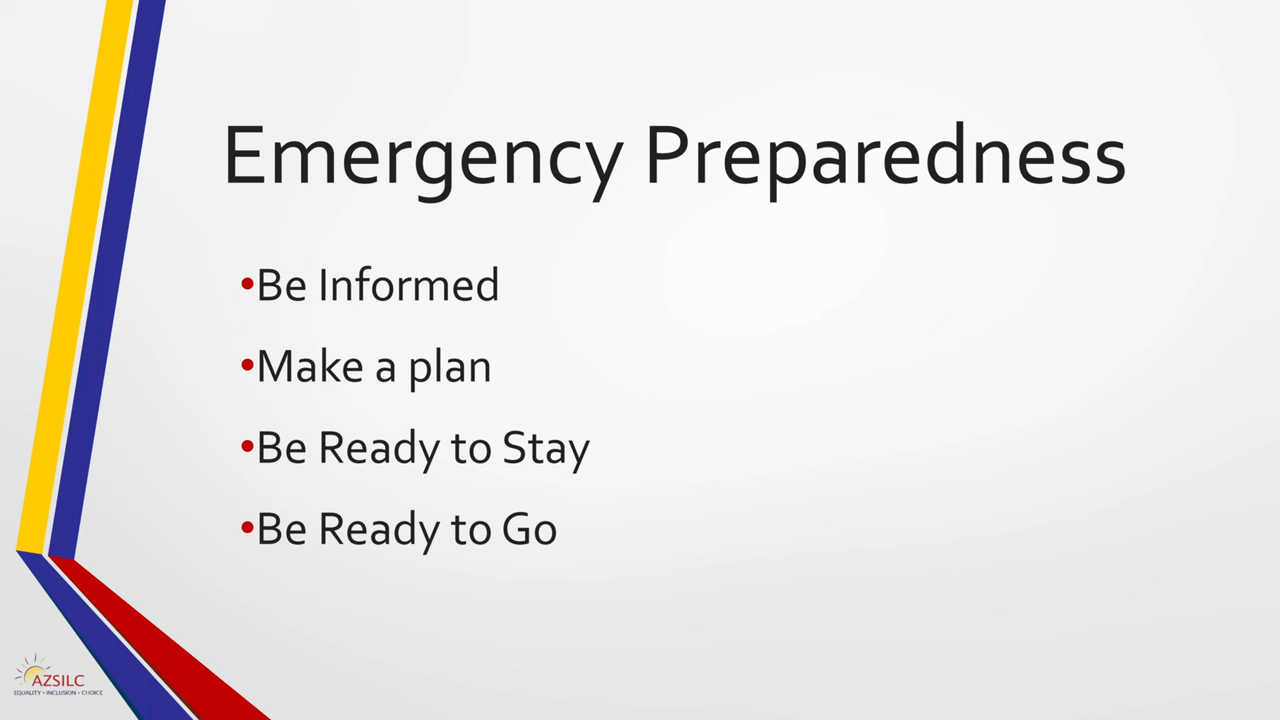 Emergency Preparedness
•Be Informed
•Make a plan
•Be Ready to Stay
•Be Ready to Go
AZSILC
EQUALITY • INCLUSION • CHOICE